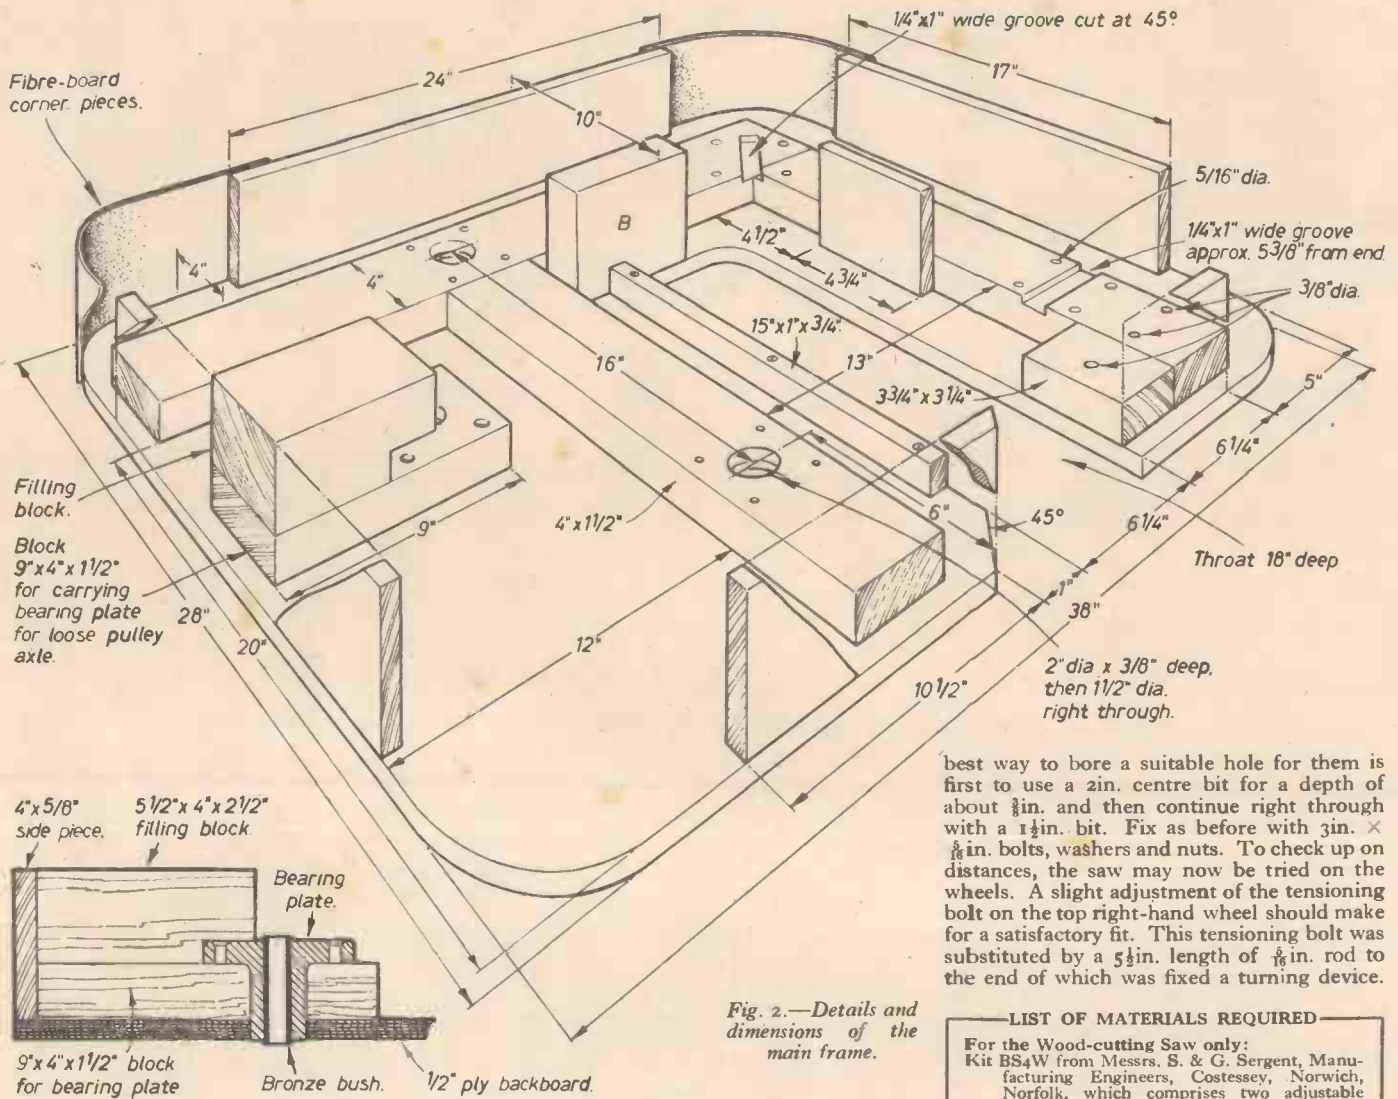 1/4"x1" wide groove cut at 45°
Fibre-board
corner pieces.
24"
17"
10"
5/16" dia.
1/4"x1" wide groove
approx. 5 3/8" from end.
3/8" dia.
B
4 1/2"
4 3/4"
4"
4"
15"x1"x3/4"
16"
13"
3 3/4" x 3 1/4"
5"
6 1/4"
6 1/4"
Throat 18" deep
Filling
block.
9"
4"x1 1/2"
6"
45°
Block
9"x4"x1 1/2"
for carrying
bearing plate
for loose pulley
axle.
28"
20"
12"
1"
38"
10 1/2"
2" dia x 3/8" deep,
then 1 1/2" dia.
right through.
4"x5/8"
side piece.
5 1/2"x 4"x 2 1/2"
filling block.
Bearing
plate.
9"x4"x1 1/2" block
for bearing plate
Bronze bush.
1/2" ply backboard.
Fig. 2.—Details and
dimensions of the
main frame.
best way to bore a suitable hole for them is
first to use a 2in. centre bit for a depth of
about 3/8in. and then continue right through
with a 1½in. bit. Fix as before with 3in. ×
5/16in. bolts, washers and nuts. To check up on
distances, the saw may now be tried on the
wheels. A slight adjustment of the tensioning
bolt on the top right-hand wheel should make
for a satisfactory fit. This tensioning bolt was
substituted by a 5½in. length of 5/16in. rod to
the end of which was fixed a turning device.
LIST OF MATERIALS REQUIRED
For the Wood-cutting Saw only:
Kit BS4W from Messrs. S. & G. Sergent, Manu-
facturing Engineers, Costessey, Norwich,
Norfolk, which comprises two adjustable